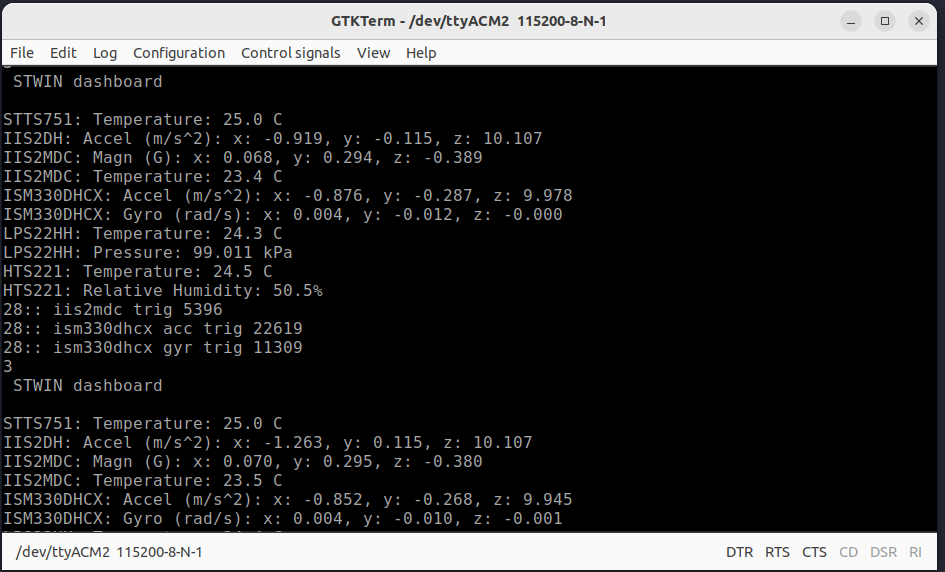 GTKTerm - /dev/ttyACM2 115200-8-N-1
File Edit Log Configuration Control signals View Help
STWIN dashboard
STTS751: Temperature: 25.0 C
IIS2DH: Accel (m/s^2): x: -0.919, y: -0.115, z: 10.107
IIS2MDC: Magn (G): x: 0.068, y: 0.294, z: -0.389
IIS2MDC: Temperature: 23.4 C
ISM330DHCX: Accel (m/s^2): x: -0.876, y: -0.287, z: 9.978
ISM330DHCX: Gyro (rad/s): x: 0.004, y: -0.012, z: -0.000
LPS22HH: Temperature: 24.3 C
LPS22HH: Pressure: 99.011 kPa
HTS221: Temperature: 24.5 C
HTS221: Relative Humidity: 50.5%
28:: iis2mdc trig 5396
28:: ism330dhcx acc trig 22619
28:: ism330dhcx gyr trig 11309
3
STWIN dashboard
STTS751: Temperature: 25.0 C
IIS2DH: Accel (m/s^2): x: -1.263, y: 0.115, z: 10.107
IIS2MDC: Magn (G): x: 0.070, y: 0.295, z: -0.380
IIS2MDC: Temperature: 23.5 C
ISM330DHCX: Accel (m/s^2): x: -0.852, y: -0.268, z: 9.945
ISM330DHCX: Gyro (rad/s): x: 0.004, y: -0.010, z: -0.001
/dev/ttyACM2 115200-8-N-1 DTR RTS CTS CD DSR RI